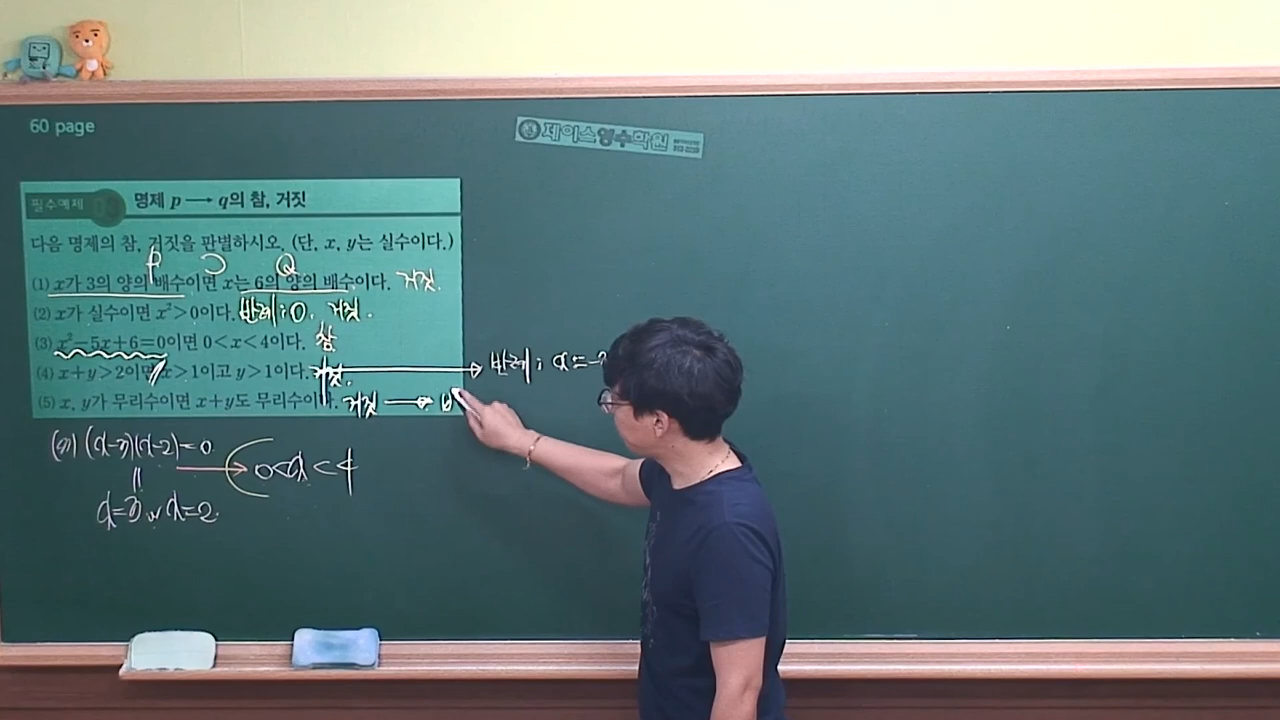 60 page
제이스영수학원
필수예제 명제 p → q의 참, 거짓
다음 명제의 참, 거짓을 판별하시오. (단, x, y는 실수이다.)
P ⊃ Q
(1) x가 3의 양의 배수이면 x는 6의 양의 배수이다. 거짓.
(2) x가 실수이면 x²>0이다. 반례 : 0. 거짓.
(3) x²-5x+6=0이면 0<x<4이다. 참
(4) x+y>2이면 x>1이고 y>1이다. 거짓. → 반례 : x=-
(5) x, y가 무리수이면 x+y도 무리수이다. 거짓 →
(x-3)(x-2)=0
=
→ 0<x<4
x=3 or x=2.